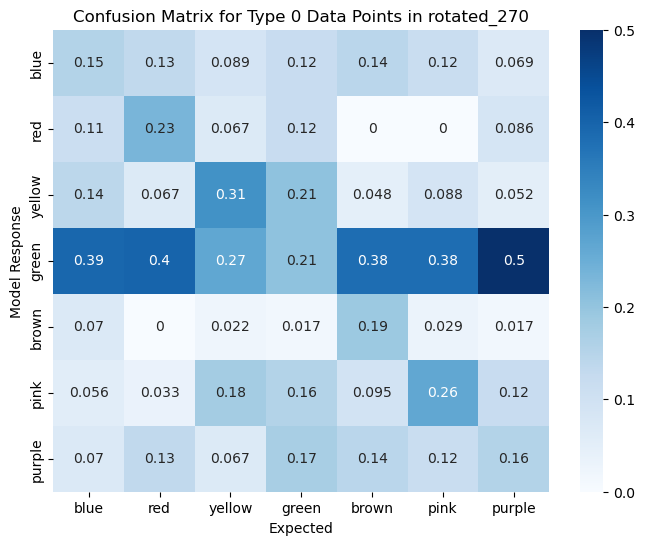 Confusion Matrix for Type 0 Data Points in rotated_270
blue 0.15 0.13 0.089 0.12 0.14 0.12 0.069
red 0.11 0.23 0.067 0.12 0 0 0.086
yellow 0.14 0.067 0.31 0.21 0.048 0.088 0.052
green 0.39 0.4 0.27 0.21 0.38 0.38 0.5
brown 0.07 0 0.022 0.017 0.19 0.029 0.017
pink 0.056 0.033 0.18 0.16 0.095 0.26 0.12
purple 0.07 0.13 0.067 0.17 0.14 0.12 0.16
blue red yellow green brown pink purple
Expected
Model Response
0.5
0.4
0.3
0.2
0.1
0.0